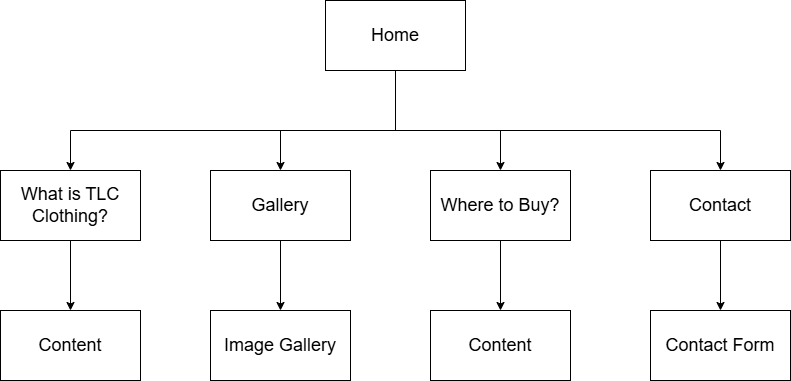 Home
What is TLC
Clothing?
Gallery
Where to Buy?
Contact
Content
Image Gallery
Content
Contact Form